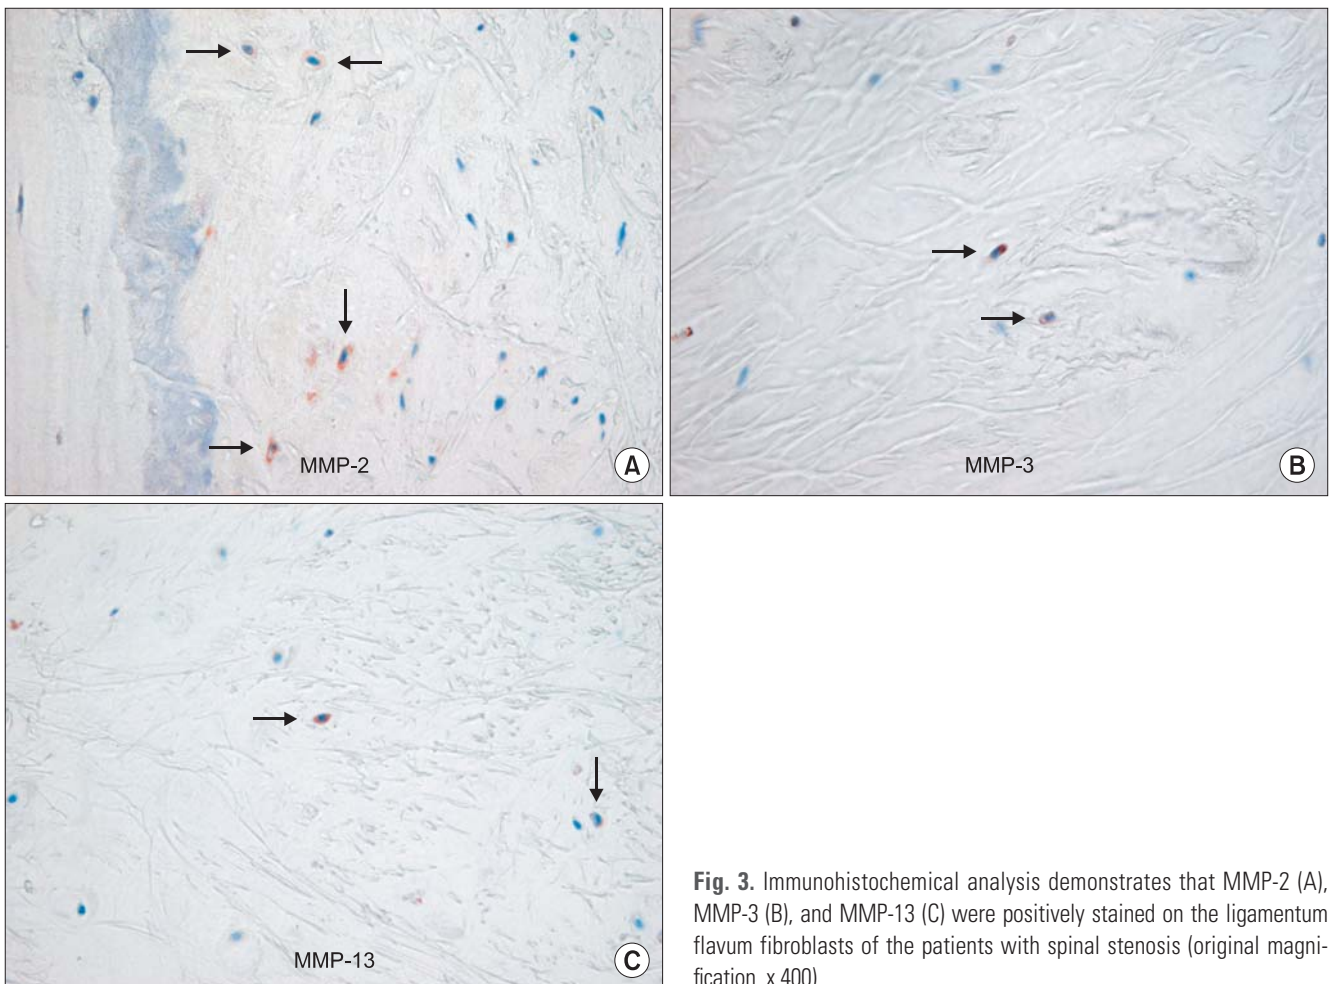 MMP-2
A
MMP-3
B
MMP-13
C
Fig. 3. Immunohistochemical analysis demonstrates that MMP-2 (A),
MMP-3 (B), and MMP-13 (C) were positively stained on the ligamentum
flavum fibroblasts of the patients with spinal stenosis (original magni-
fication, x 400)